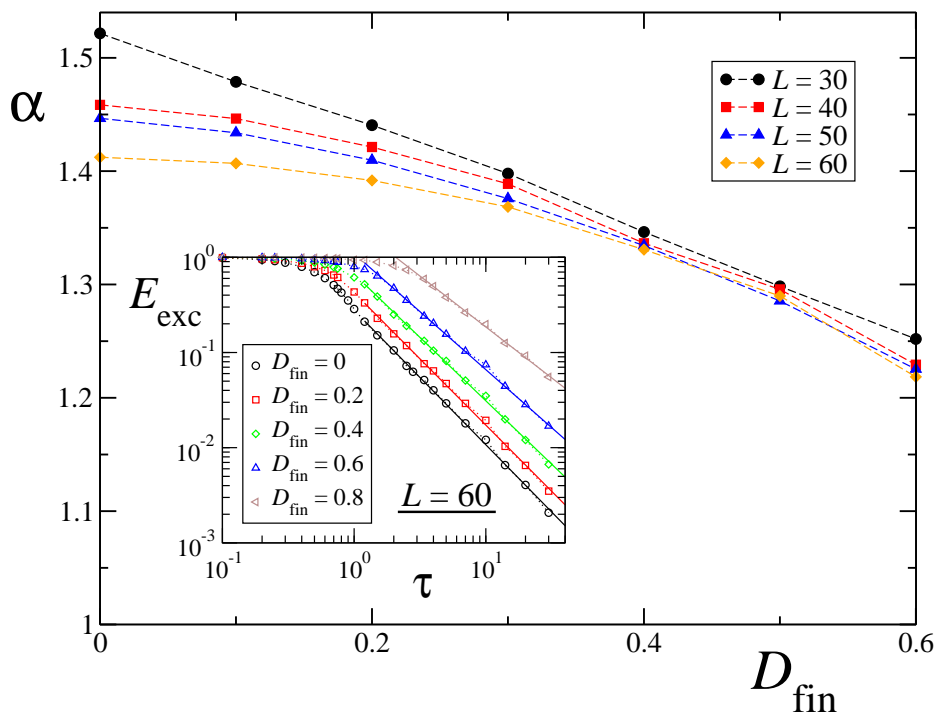 1.5
α
1.4
1.3
1.2
1.1
1
0
0.2
0.4
0.6
D_fin
L = 30
L = 40
L = 50
L = 60
E_exc
10^0
10^-1
10^-2
10^-3
D_fin = 0
D_fin = 0.2
D_fin = 0.4
D_fin = 0.6
D_fin = 0.8
L = 60
10^-1
10^0
10^1
τ